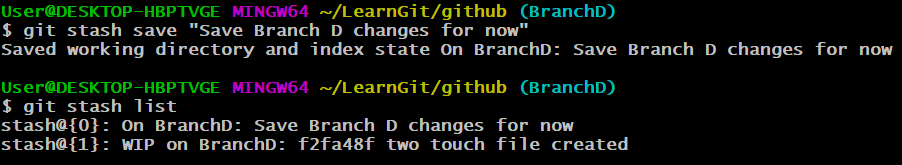 User@DESKTOP-HBPTVGE MINGW64 ~/LearnGit/github (BranchD)
$ git stash save "Save Branch D changes for now"
Saved working directory and index state On BranchD: Save Branch D changes for now
User@DESKTOP-HBPTVGE MINGW64 ~/LearnGit/github (BranchD)
$ git stash list
stash@{0}: On BranchD: Save Branch D changes for now
stash@{1}: WIP on BranchD: f2fa48f two touch file created